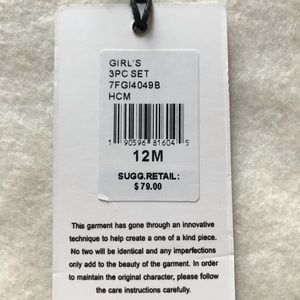 GIRL'S
3PC SET
7FGI4049B
HCM
1 90596 81604 5
12M
SUGG.RETAIL:
$79.00
This garment has gone through an innovative
technique to help create a one of a kind piece.
No two will be identical and any imperfections
only add to the beauty of the garment. In order
to maintain the original character, please follow
the care instructions carefully.